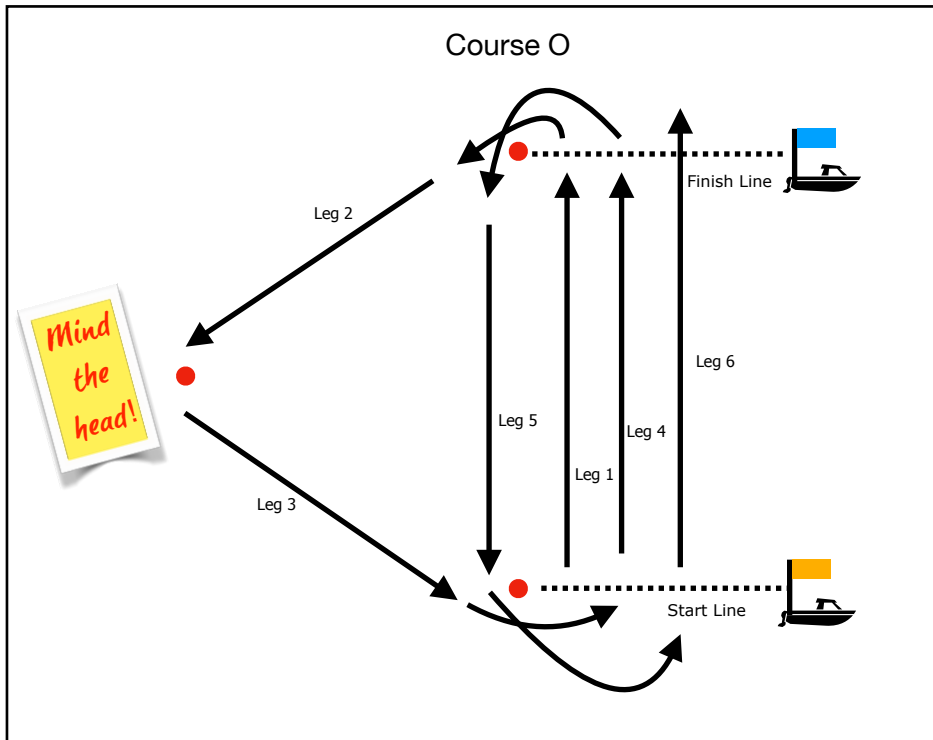 Course O
Finish Line
Leg 2
Mind
the
head!
Leg 6
Leg 5
Leg 4
Leg 1
Leg 3
Start Line